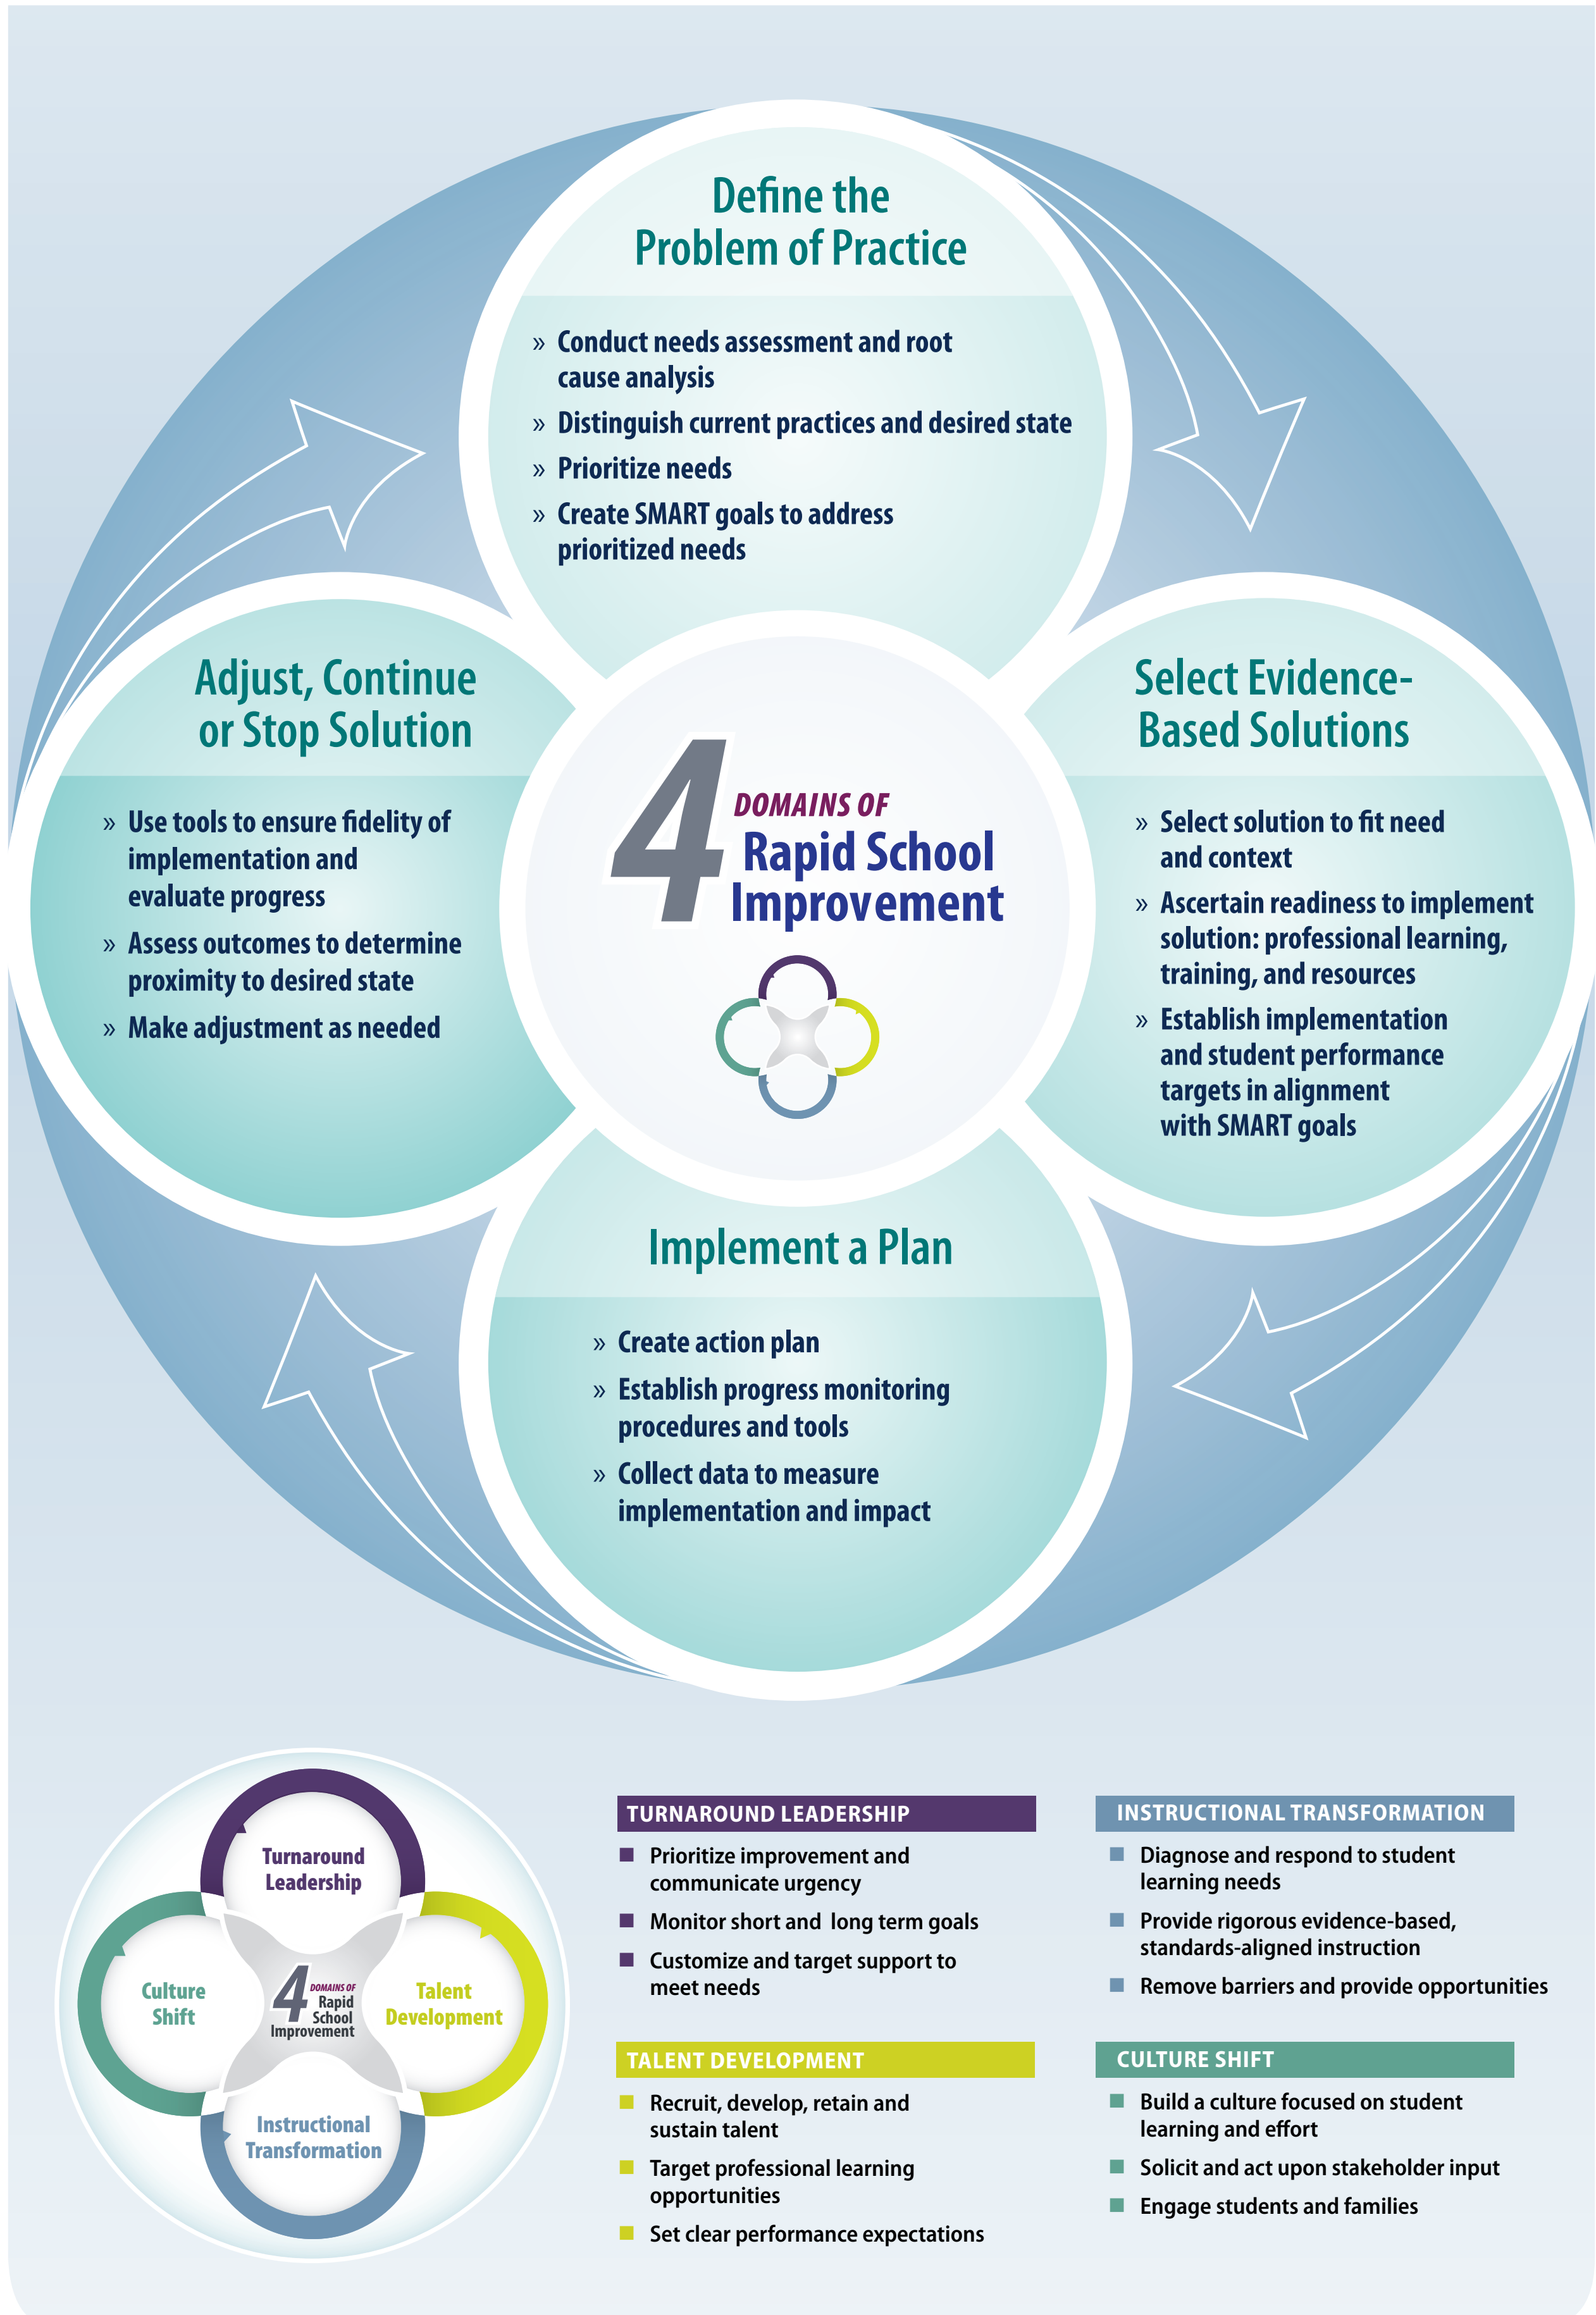 Define the
Problem of Practice
» Conduct needs assessment and root
cause analysis
» Distinguish current practices and desired state
» Prioritize needs
» Create SMART goals to address
prioritized needs
Adjust, Continue
or Stop Solution
» Use tools to ensure fidelity of
implementation and
evaluate progress
» Assess outcomes to determine
proximity to desired state
» Make adjustment as needed
4 DOMAINS OF
Rapid School
Improvement
Select Evidence-
Based Solutions
» Select solution to fit need
and context
» Ascertain readiness to implement
solution: professional learning,
training, and resources
» Establish implementation
and student performance
targets in alignment
with SMART goals
Implement a Plan
» Create action plan
» Establish progress monitoring
procedures and tools
» Collect data to measure
implementation and impact
Turnaround
Leadership
Culture
Shift
4 DOMAINS OF
Rapid
School
Improvement
Talent
Development
Instructional
Transformation
TURNAROUND LEADERSHIP
Prioritize improvement and
communicate urgency
Monitor short and long term goals
Customize and target support to
meet needs
INSTRUCTIONAL TRANSFORMATION
Diagnose and respond to student
learning needs
Provide rigorous evidence-based,
standards-aligned instruction
Remove barriers and provide opportunities
TALENT DEVELOPMENT
Recruit, develop, retain and
sustain talent
Target professional learning
opportunities
Set clear performance expectations
CULTURE SHIFT
Build a culture focused on student
learning and effort
Solicit and act upon stakeholder input
Engage students and families